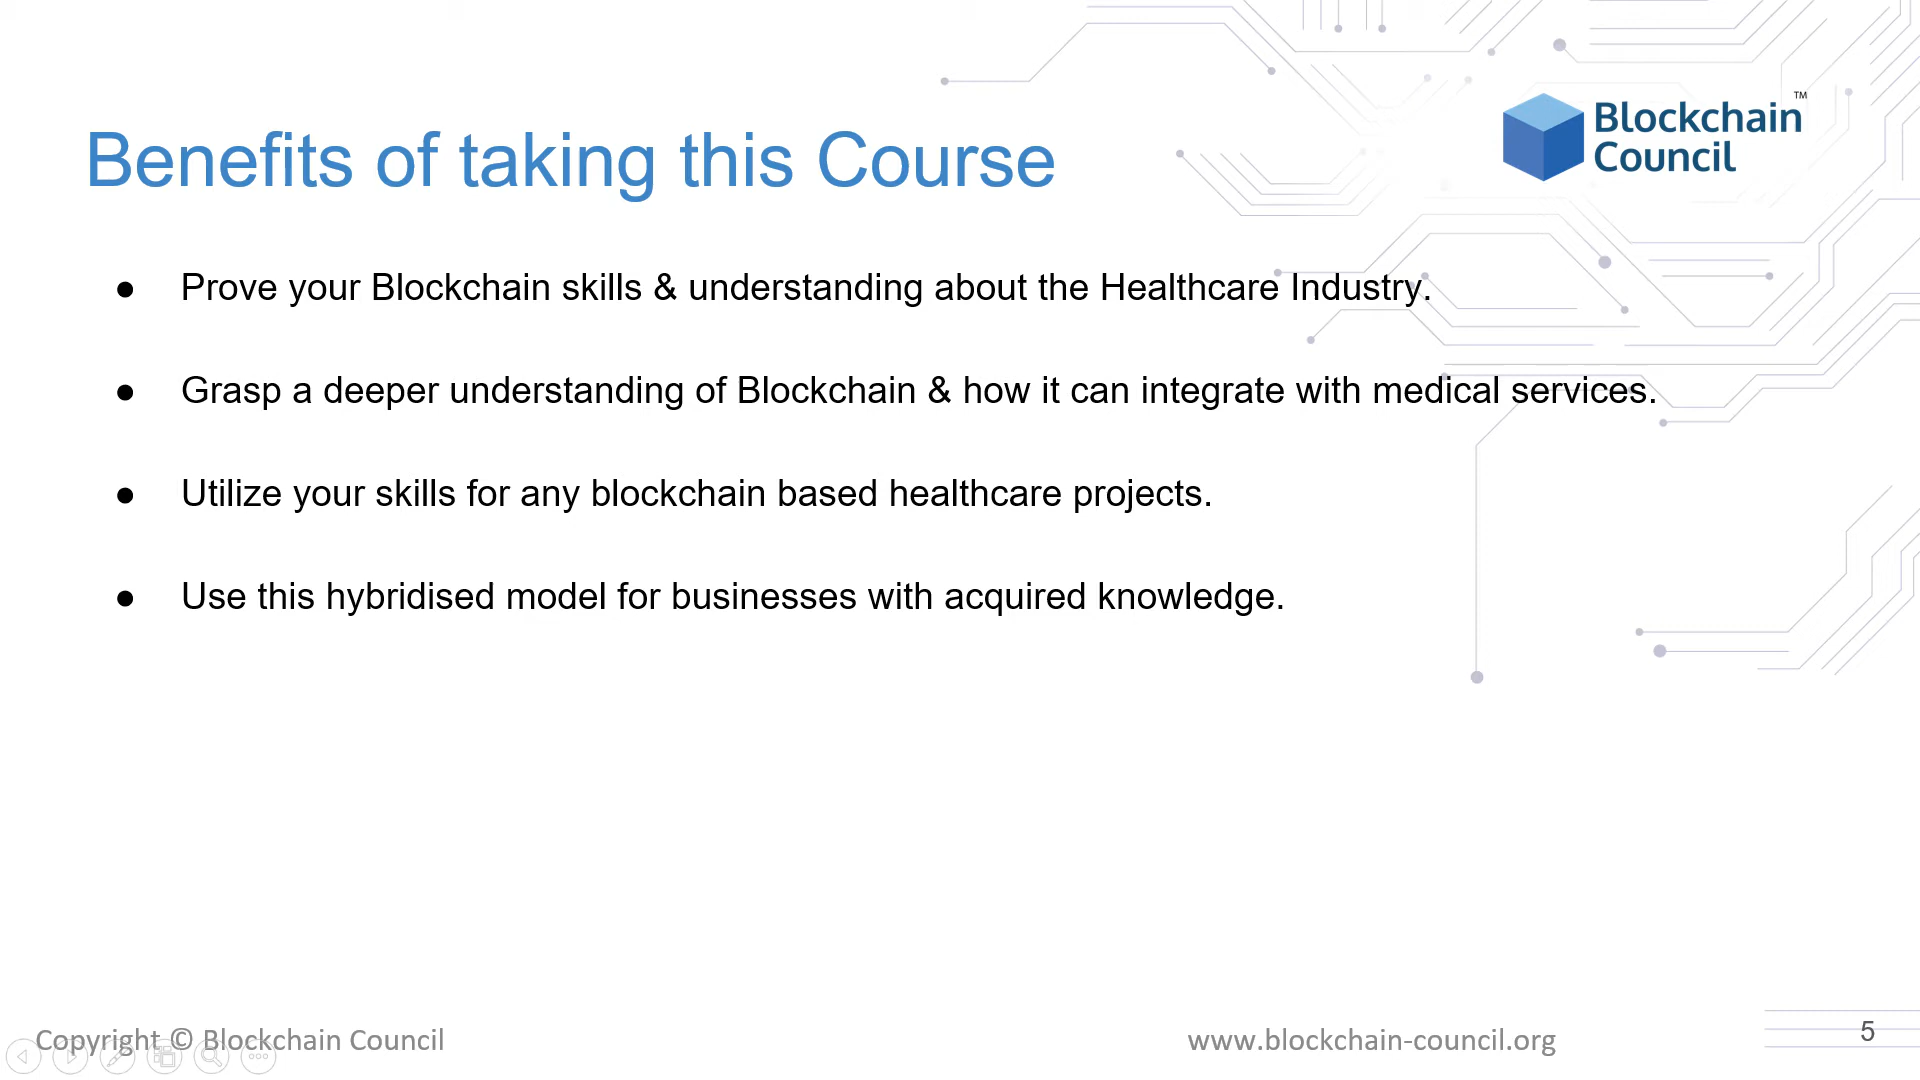 Blockchain™
Council
Benefits of taking this Course
● Prove your Blockchain skills & understanding about the Healthcare Industry.
● Grasp a deeper understanding of Blockchain & how it can integrate with medical services.
● Utilize your skills for any blockchain based healthcare projects.
● Use this hybridised model for businesses with acquired knowledge.
Copyright © Blockchain Council
www.blockchain-council.org
5